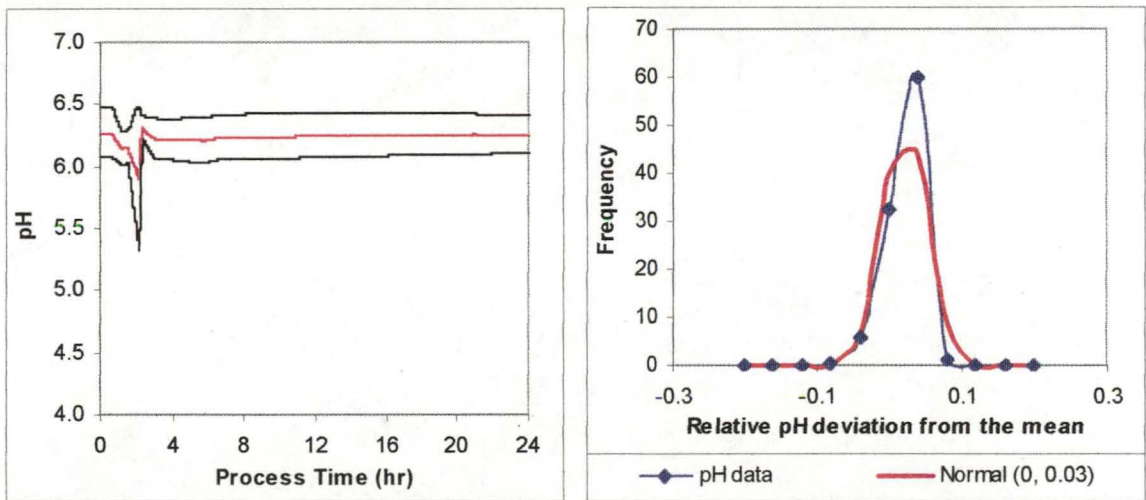 7.0
6.5
6.0
5.5
5.0
4.5
4.0
pH
0 4 8 12 16 20 24
Process Time (hr)
70
60
50
40
30
20
10
0
Frequency
-0.3 -0.1 0.1 0.3
Relative pH deviation from the mean
pH data Normal (0, 0.03)